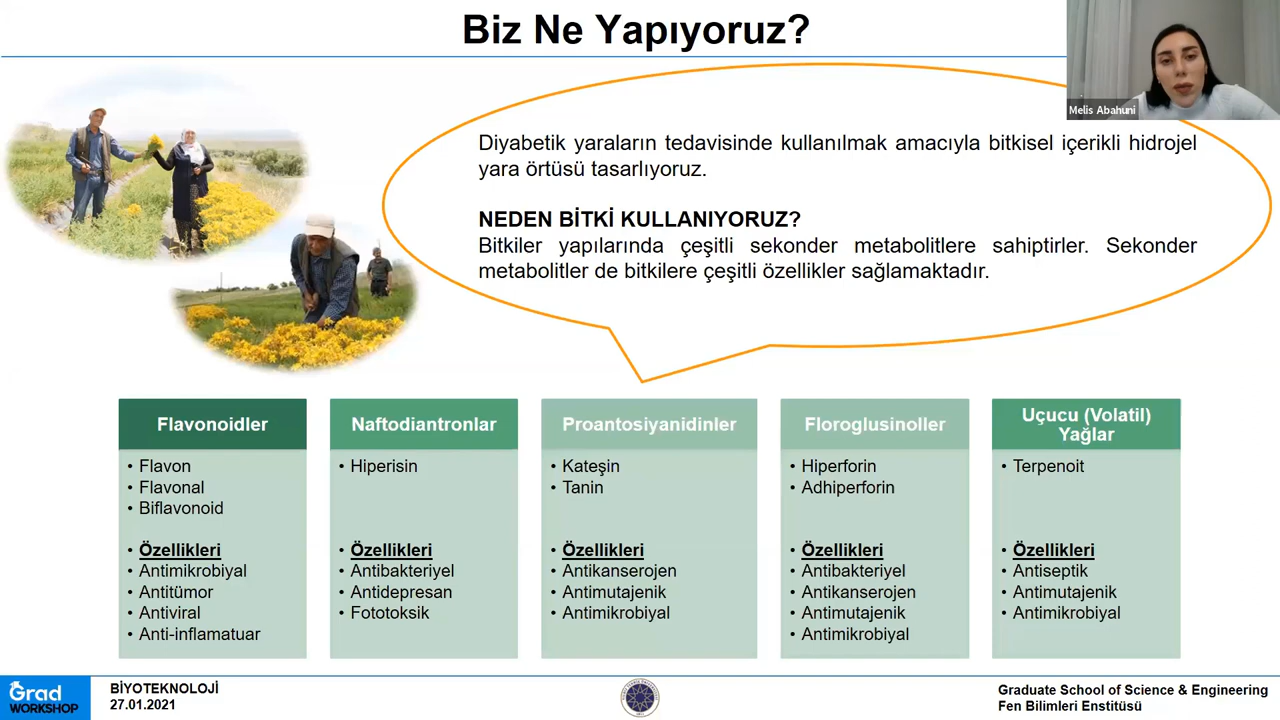 Biz Ne Yapıyoruz?
Melis Abahuni
Diyabetik yaraların tedavisinde kullanılmak amacıyla bitkisel içerikli hidrojel
yara örtüsü tasarlıyoruz.
NEDEN BİTKİ KULLANIYORUZ?
Bitkiler yapılarında çeşitli sekonder metabolitlere sahiptirler. Sekonder
metabolitler de bitkilere çeşitli özellikler sağlamaktadır.
Flavonoidler
• Flavon
• Flavonal
• Biflavonoid
• Özellikleri
• Antimikrobiyal
• Antitümor
• Antiviral
• Anti-inflamatuar
Naftodiantronlar
• Hiperisin
• Özellikleri
• Antibakteriyel
• Antidepresan
• Fototoksik
Proantosiyanidinler
• Kateşin
• Tanin
• Özellikleri
• Antikanserojen
• Antimutajenik
• Antimikrobiyal
Floroglusinoller
• Hiperforin
• Adhiperforin
• Özellikleri
• Antibakteriyel
• Antikanserojen
• Antimutajenik
• Antimikrobiyal
Uçucu (Volatil)
Yağlar
• Terpenoit
• Özellikleri
• Antiseptik
• Antimutajenik
• Antimikrobiyal
Grad
WORKSHOP
BİYOTEKNOLOJİ
27.01.2021
Graduate School of Science & Engineering
Fen Bilimleri Enstitüsü